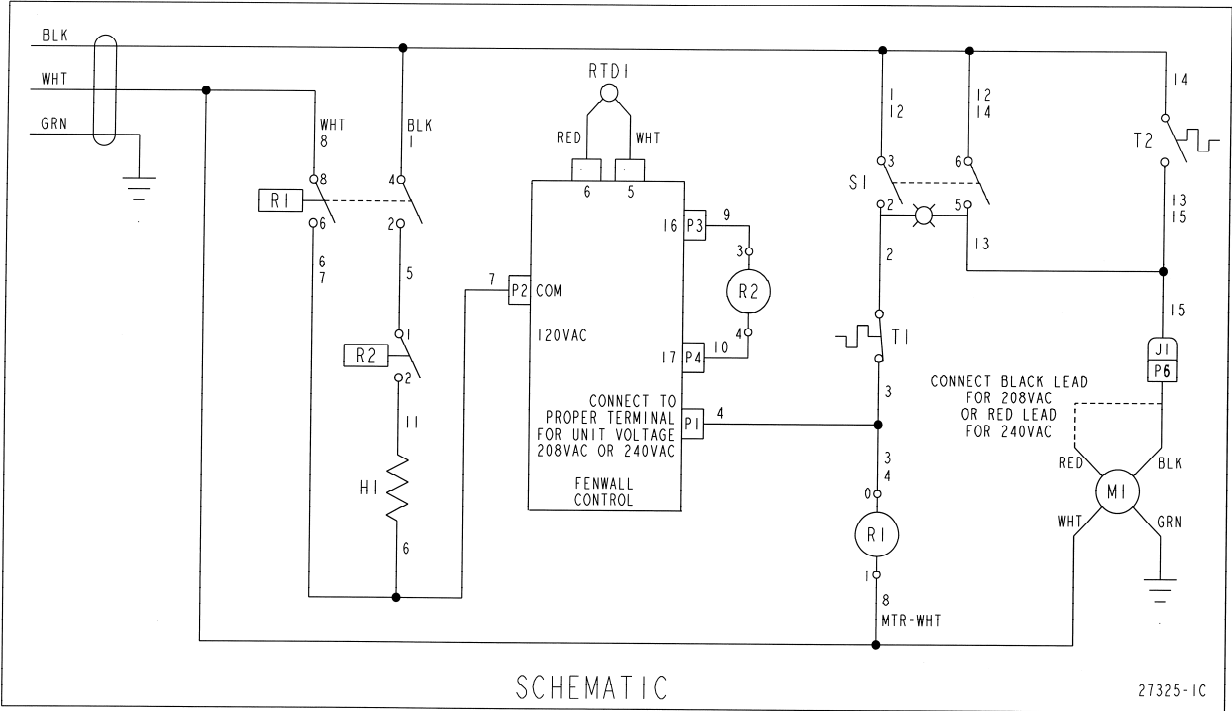 BLK
WHT
GRN
WHT
8
BLK
1
RTD1
RED
WHT
6
5
1
12
12
14
14
T2
R1
8
6
4
2
S1
3
2
6
5
13
15
6
7
5
7
P2
COM
16
P3
9
3
R2
4
17
P4
10
2
13
120VAC
R2
1
2
T1
15
J1
P6
CONNECT BLACK LEAD
FOR 208VAC
OR RED LEAD
FOR 240VAC
11
CONNECT TO
PROPER TERMINAL
FOR UNIT VOLTAGE
208VAC OR 240VAC
P1
4
3
RED
BLK
H1
FENWALL
CONTROL
3
4
0
M1
WHT
GRN
6
R1
1
8
MTR-WHT
SCHEMATIC
27325-1C